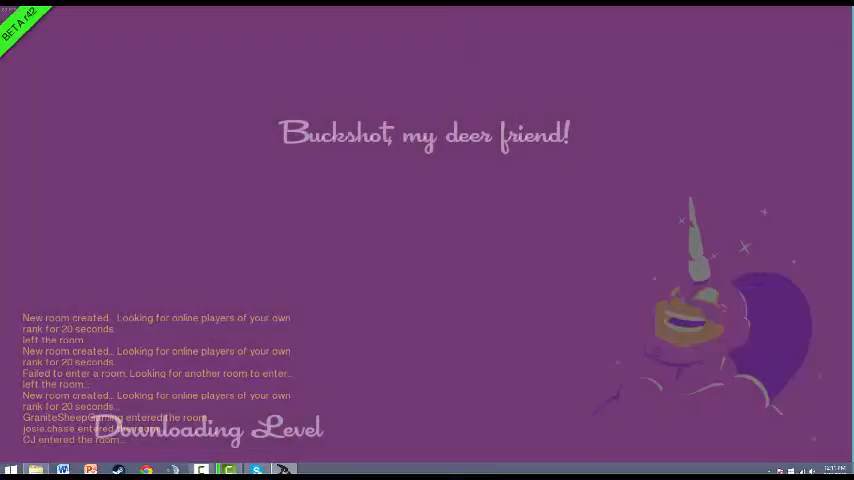 BETA r42
Buckshot, my deer friend!
New room created... Looking for online players of your own
rank for 20 seconds.
left the room
New room created... Looking for online players of your own
rank for 20 seconds.
Failed to enter a room. Looking for another room to enter...
left the room...
New room created... Looking for online players of your own
rank for 20 seconds...
GraniteSheepGaming entered the room
josie.chase entered the room
CJ entered the room...
Downloading Level
12:11 PM